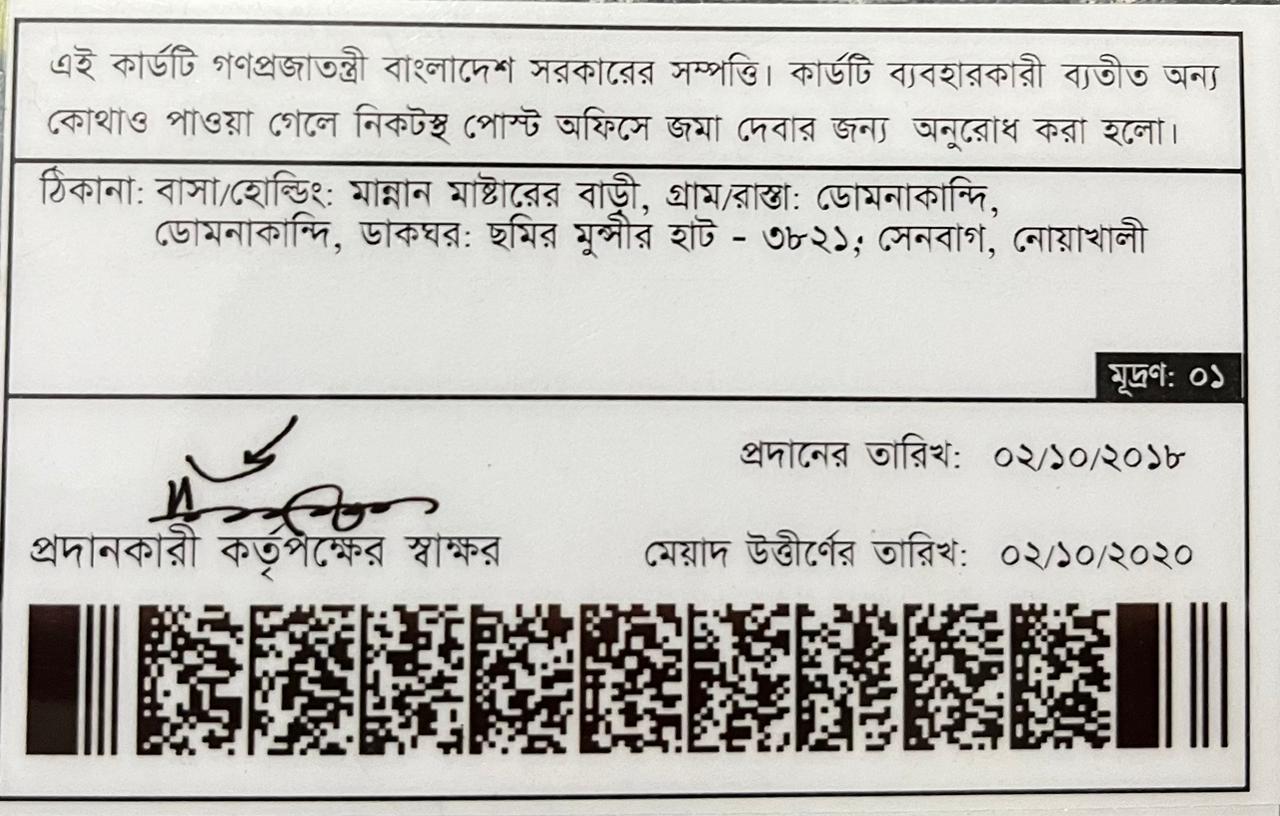 এই কার্ডটি গণপ্রজাতন্ত্রী বাংলাদেশ সরকারের সম্পত্তি। কার্ডটি ব্যবহারকারী ব্যতীত অন্য
কোথাও পাওয়া গেলে নিকটস্থ পোস্ট অফিসে জমা দেবার জন্য অনুরোধ করা হলো।
ঠিকানা: বাসা/হোল্ডিং: মান্নান মাষ্টারের বাড়ী, গ্রাম/রাস্তা: ডোমনাকান্দি,
ডোমনাকান্দি, ডাকঘর: ছমির মুন্সীর হাট - ৩৮২১; সেনবাগ, নোয়াখালী
মূদ্রণ: ০১
প্রদানের তারিখ: ০২/১০/২০১৮
প্রদানকারী কর্তৃপক্ষের স্বাক্ষর মেয়াদ উত্তীর্ণের তারিখ: ০২/১০/২০২০